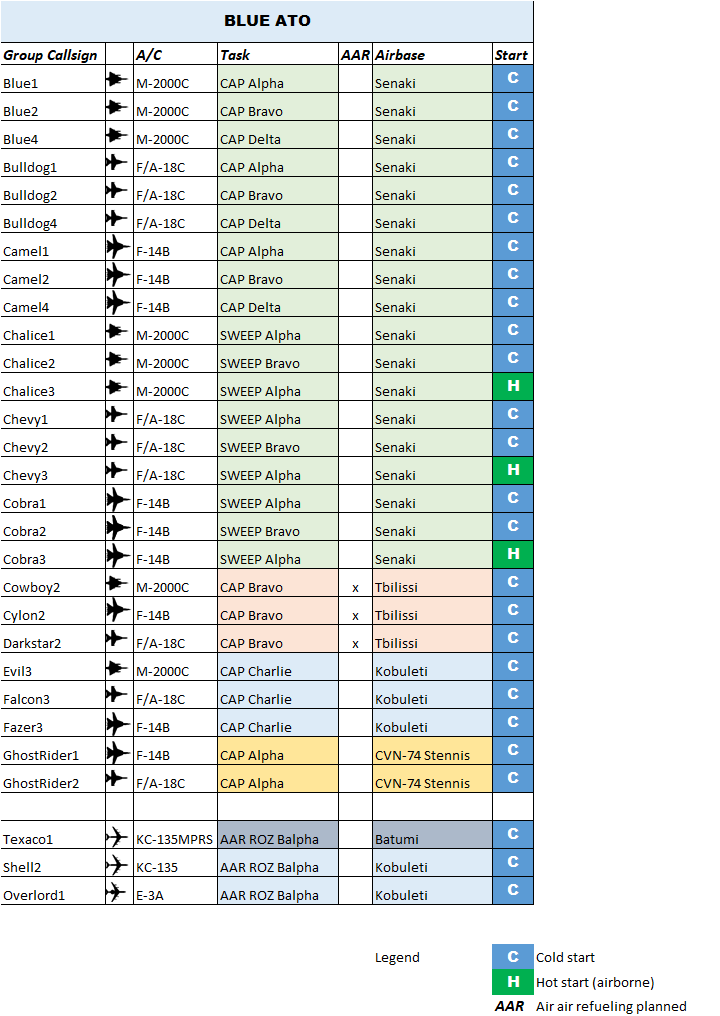 BLUE ATO
Group Callsign A/C Task AAR Airbase Start
Blue1 M-2000C CAP Alpha Senaki C
Blue2 M-2000C CAP Bravo Senaki C
Blue4 M-2000C CAP Delta Senaki C
Bulldog1 F/A-18C CAP Alpha Senaki C
Bulldog2 F/A-18C CAP Bravo Senaki C
Bulldog4 F/A-18C CAP Delta Senaki C
Camel1 F-14B CAP Alpha Senaki C
Camel2 F-14B CAP Bravo Senaki C
Camel4 F-14B CAP Delta Senaki C
Chalice1 M-2000C SWEEP Alpha Senaki C
Chalice2 M-2000C SWEEP Bravo Senaki C
Chalice3 M-2000C SWEEP Alpha Senaki H
Chevy1 F/A-18C SWEEP Alpha Senaki C
Chevy2 F/A-18C SWEEP Bravo Senaki C
Chevy3 F/A-18C SWEEP Alpha Senaki H
Cobra1 F-14B SWEEP Alpha Senaki C
Cobra2 F-14B SWEEP Bravo Senaki C
Cobra3 F-14B SWEEP Alpha Senaki H
Cowboy2 M-2000C CAP Bravo x Tbilissi C
Cylon2 F-14B CAP Bravo x Tbilissi C
Darkstar2 F/A-18C CAP Bravo x Tbilissi C
Evil3 M-2000C CAP Charlie Kobuleti C
Falcon3 F/A-18C CAP Charlie Kobuleti C
Fazer3 F-14B CAP Charlie Kobuleti C
GhostRider1 F-14B CAP Alpha CVN-74 Stennis C
GhostRider2 F/A-18C CAP Alpha CVN-74 Stennis C
Texaco1 KC-135MPRS AAR ROZ Balpha Batumi C
Shell2 KC-135 AAR ROZ Balpha Kobuleti C
Overlord1 E-3A AAR ROZ Balpha Kobuleti C
Legend C Cold start
H Hot start (airborne)
AAR Air air refueling planned